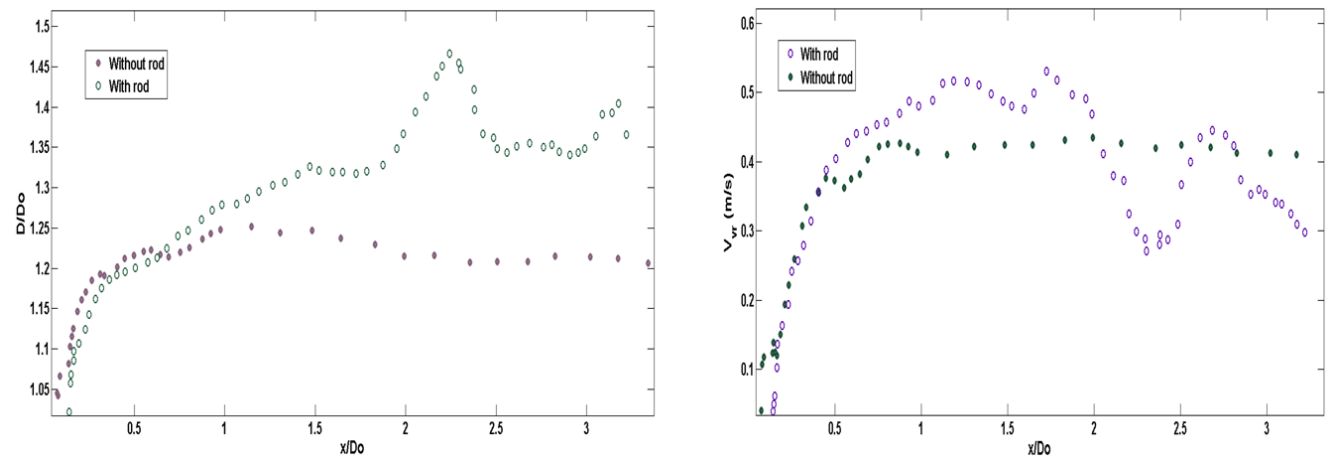 1.5
1.45
1.4
1.35
1.3
1.25
1.2
1.15
1.1
1.05
D/Do
Without rod
With rod
0.5 1 1.5 2 2.5 3
x/Do
0.6
0.5
0.4
0.3
0.2
0.1
Vvr (m/s)
With rod
Without rod
0.5 1 1.5 2 2.5 3
x/Do